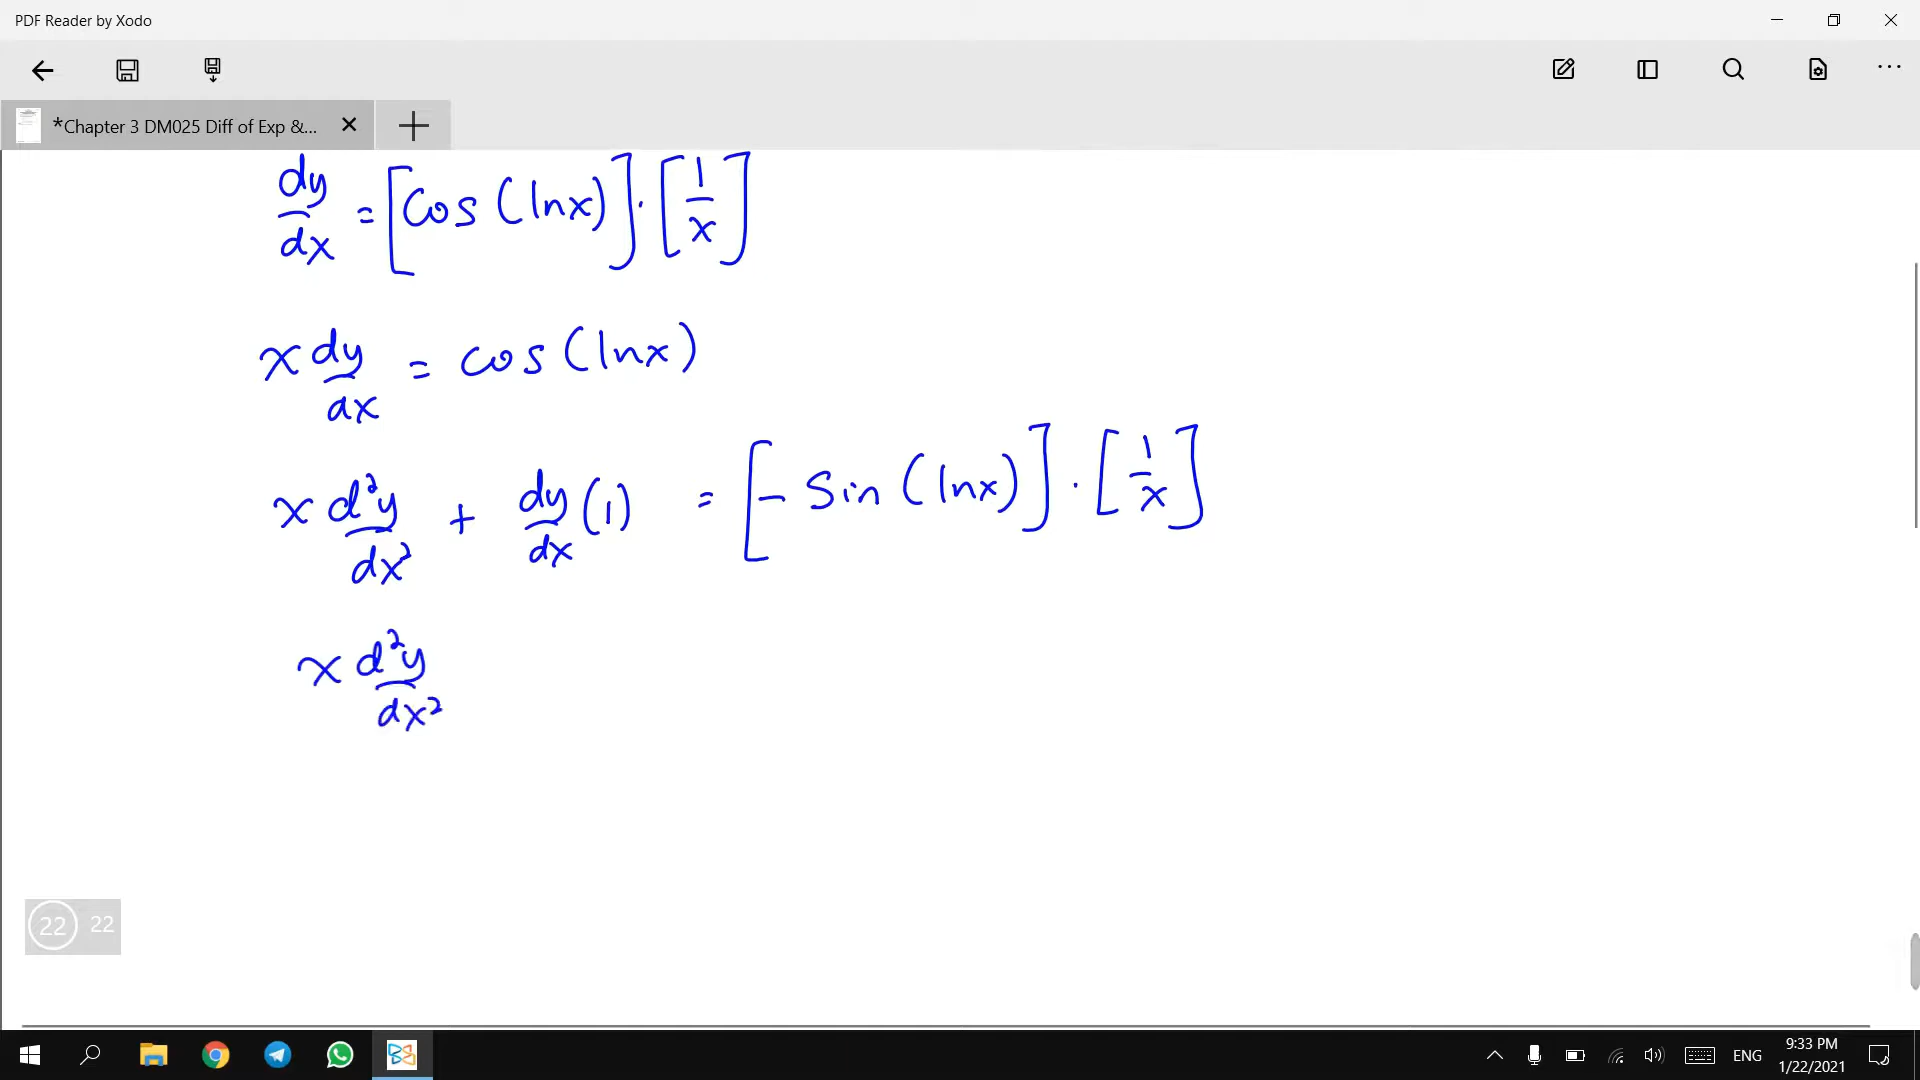 PDF Reader by Xodo
*Chapter 3 DM025 Diff of Exp &...
dy/dx = [cos (lnx)] · [1/x]
x dy/dx = cos (lnx)
x d²y/dx² + dy/dx (1) = [- Sin (lnx)] · [1/x]
x d²y/dx²
22 22
ENG
9:33 PM
1/22/2021